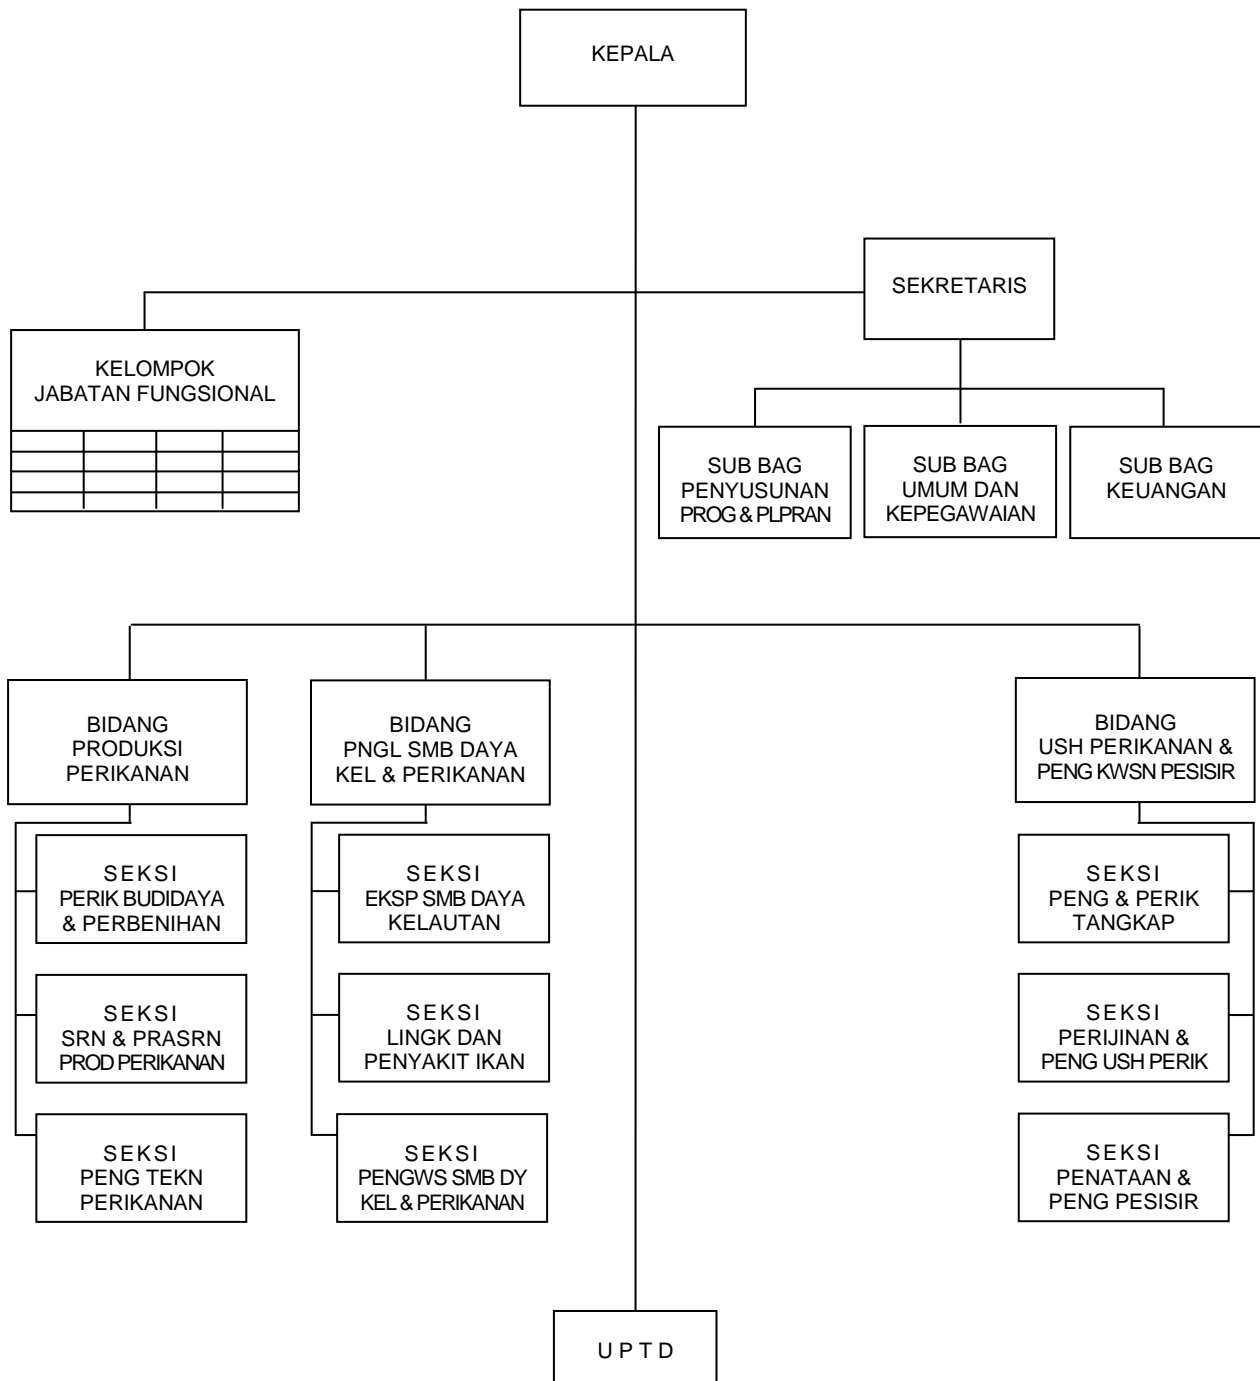 KEPALA
SEKRETARIS
KELOMPOK
JABATAN FUNGSIONAL
SUB BAG
PENYUSUNAN
PROG & PLPRAN
SUB BAG
UMUM DAN
KEPEGAWAIAN
SUB BAG
KEUANGAN
BIDANG
PRODUKSI
PERIKANAN
BIDANG
PNGL SMB DAYA
KEL & PERIKANAN
BIDANG
USH PERIKANAN &
PENG KWSN PESISIR
SEKSI
PERIK BUDIDAYA
& PERBENIHAN
SEKSI
EKSP SMB DAYA
KELAUTAN
SEKSI
PENG & PERIK
TANGKAP
SEKSI
SRN & PRASRN
PROD PERIKANAN
SEKSI
LINGK DAN
PENYAKIT IKAN
SEKSI
PERIJINAN &
PENG USH PERIK
SEKSI
PENG TEKN
PERIKANAN
SEKSI
PENGWS SMB DY
KEL & PERIKANAN
SEKSI
PENATAAN &
PENG PESISIR
U P T D